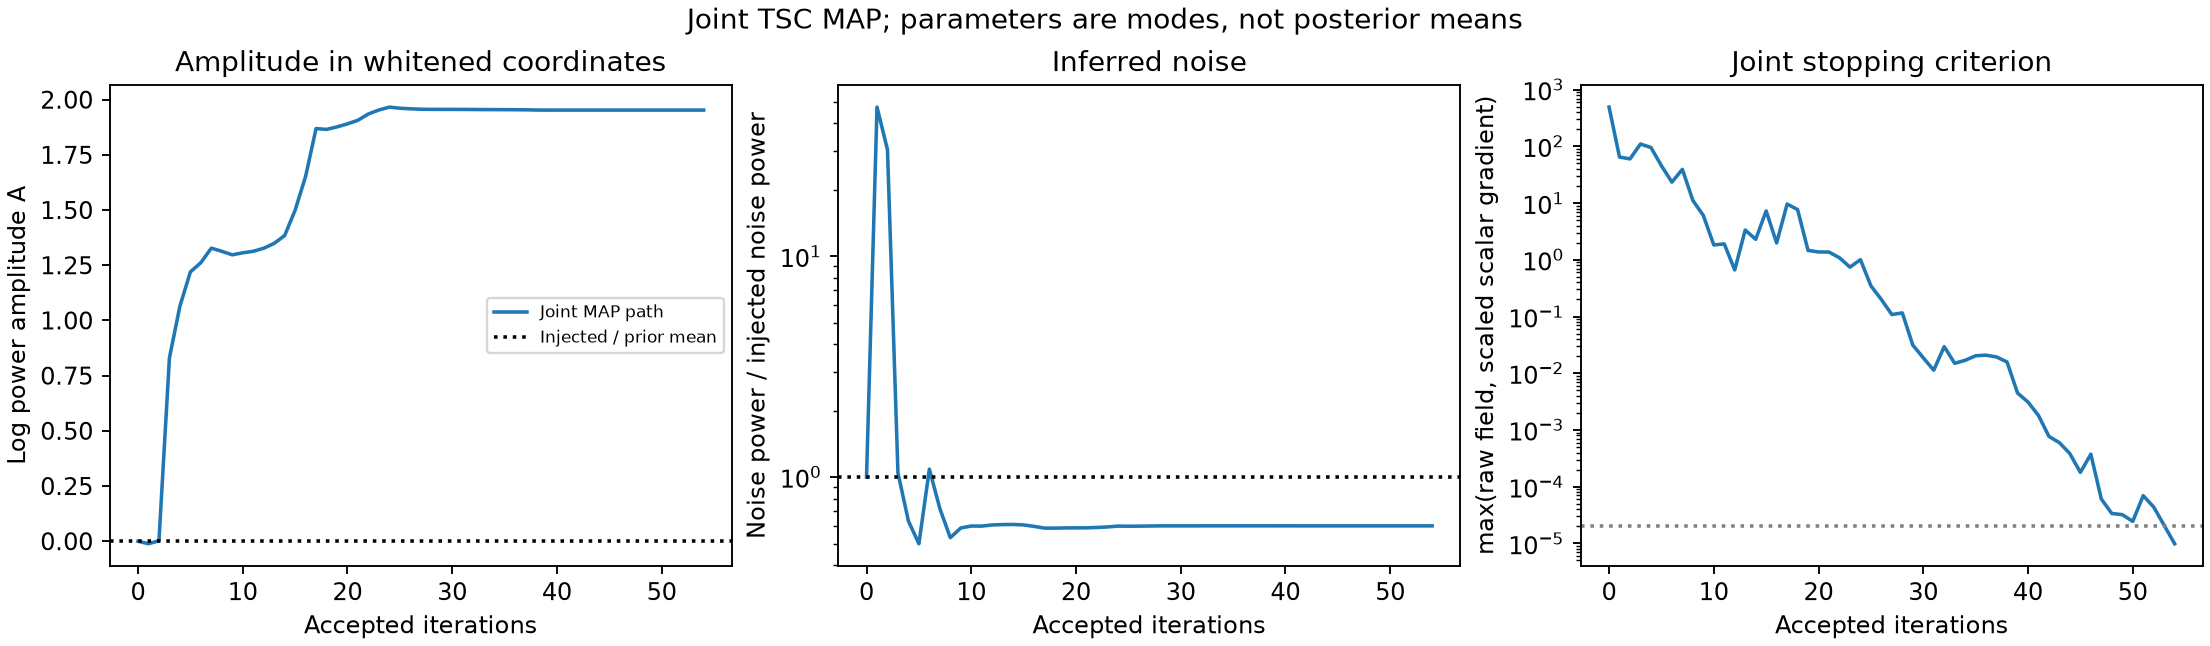 Joint TSC MAP; parameters are modes, not posterior means
Amplitude in whitened coordinates
Log power amplitude A
2.00
1.75
1.50
1.25
1.00
0.75
0.50
0.25
0.00
Joint MAP path
Injected / prior mean
0 10 20 30 40 50
Accepted iterations
Inferred noise
Noise power / injected noise power
10¹
10⁰
0 10 20 30 40 50
Accepted iterations
Joint stopping criterion
max(raw field, scaled scalar gradient)
10³
10²
10¹
10⁰
10⁻¹
10⁻²
10⁻³
10⁻⁴
10⁻⁵
0 10 20 30 40 50
Accepted iterations